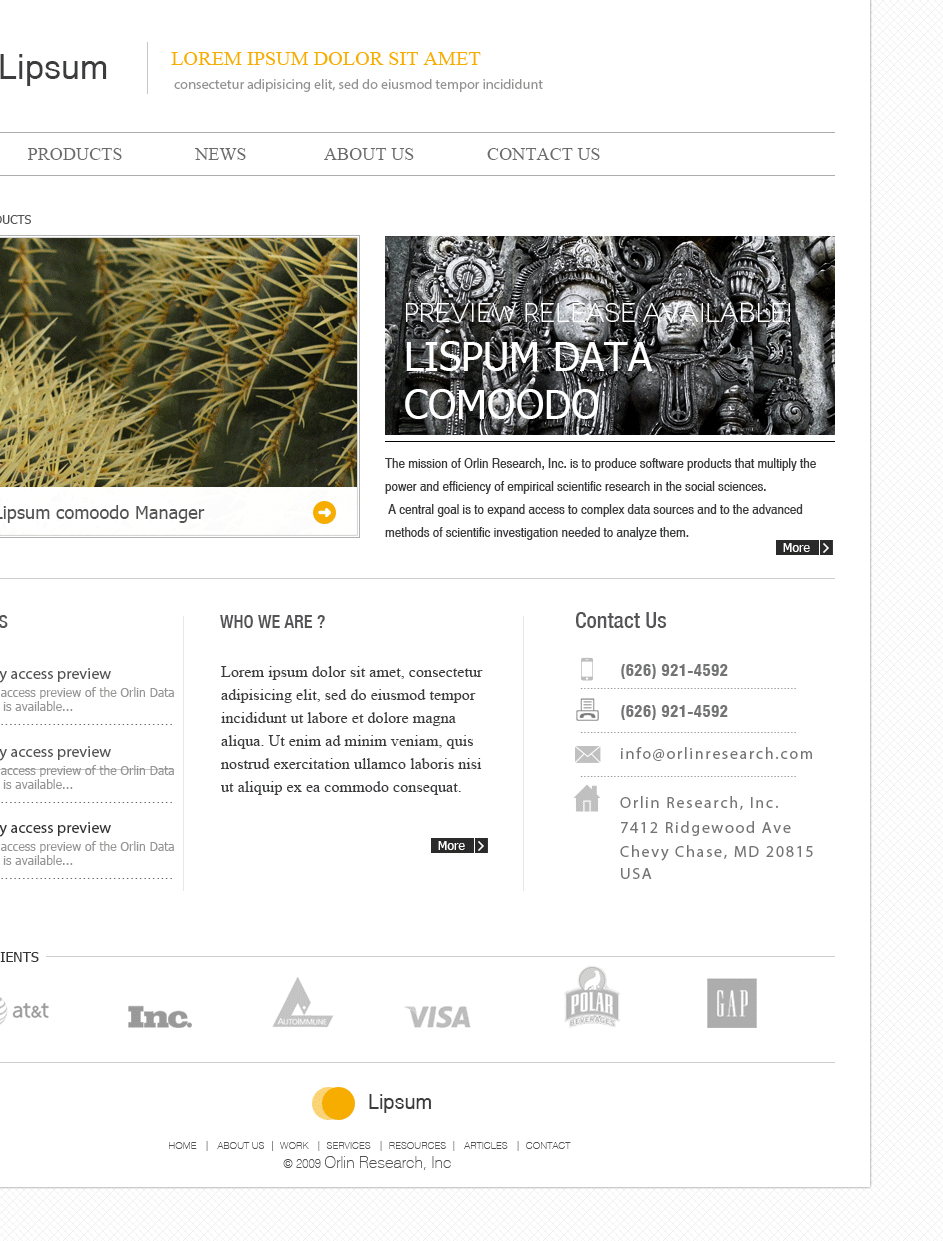 Lipsum
LOREM IPSUM DOLOR SIT AMET
consectetur adipisicing elit, sed do eiusmod tempor incididunt
PRODUCTS NEWS ABOUT US CONTACT US
DUCTS
Lipsum comoodo Manager
PREVIEW RELEASE AVAILABLE!
LISPUM DATA
COMOODO
The mission of Orlin Research, Inc. is to produce software products that multiply the
power and efficiency of empirical scientific research in the social sciences.
A central goal is to expand access to complex data sources and to the advanced
methods of scientific investigation needed to analyze them.
More
S
y access preview
access preview of the Orlin Data
is available...
y access preview
access preview of the Orlin Data
is available...
y access preview
access preview of the Orlin Data
is available...
WHO WE ARE ?
Lorem ipsum dolor sit amet, consectetur
adipisicing elit, sed do eiusmod tempor
incididunt ut labore et dolore magna
aliqua. Ut enim ad minim veniam, quis
nostrud exercitation ullamco laboris nisi
ut aliquip ex ea commodo consequat.
More
Contact Us
(626) 921-4592
(626) 921-4592
info@orlinresearch.com
Orlin Research, Inc.
7412 Ridgewood Ave
Chevy Chase, MD 20815
USA
IENTS
at&t
Inc.
AUTOIMMUNE
VISA
POLAR
BEVERAGES
GAP
Lipsum
HOME | ABOUT US | WORK | SERVICES | RESOURCES | ARTICLES | CONTACT
© 2009 Orlin Research, Inc